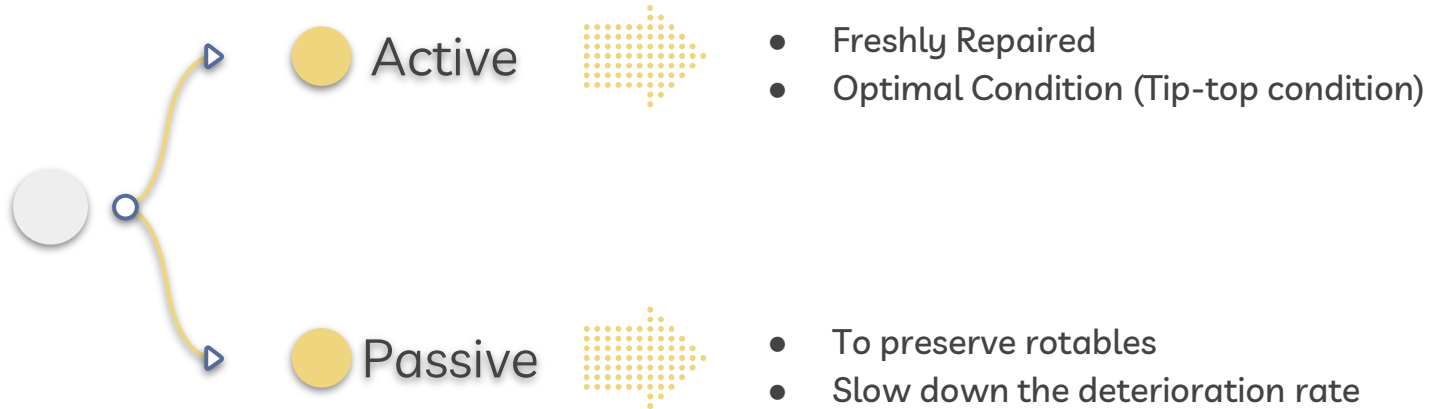 Active
● Freshly Repaired
● Optimal Condition (Tip-top condition)
Passive
● To preserve rotables
● Slow down the deterioration rate